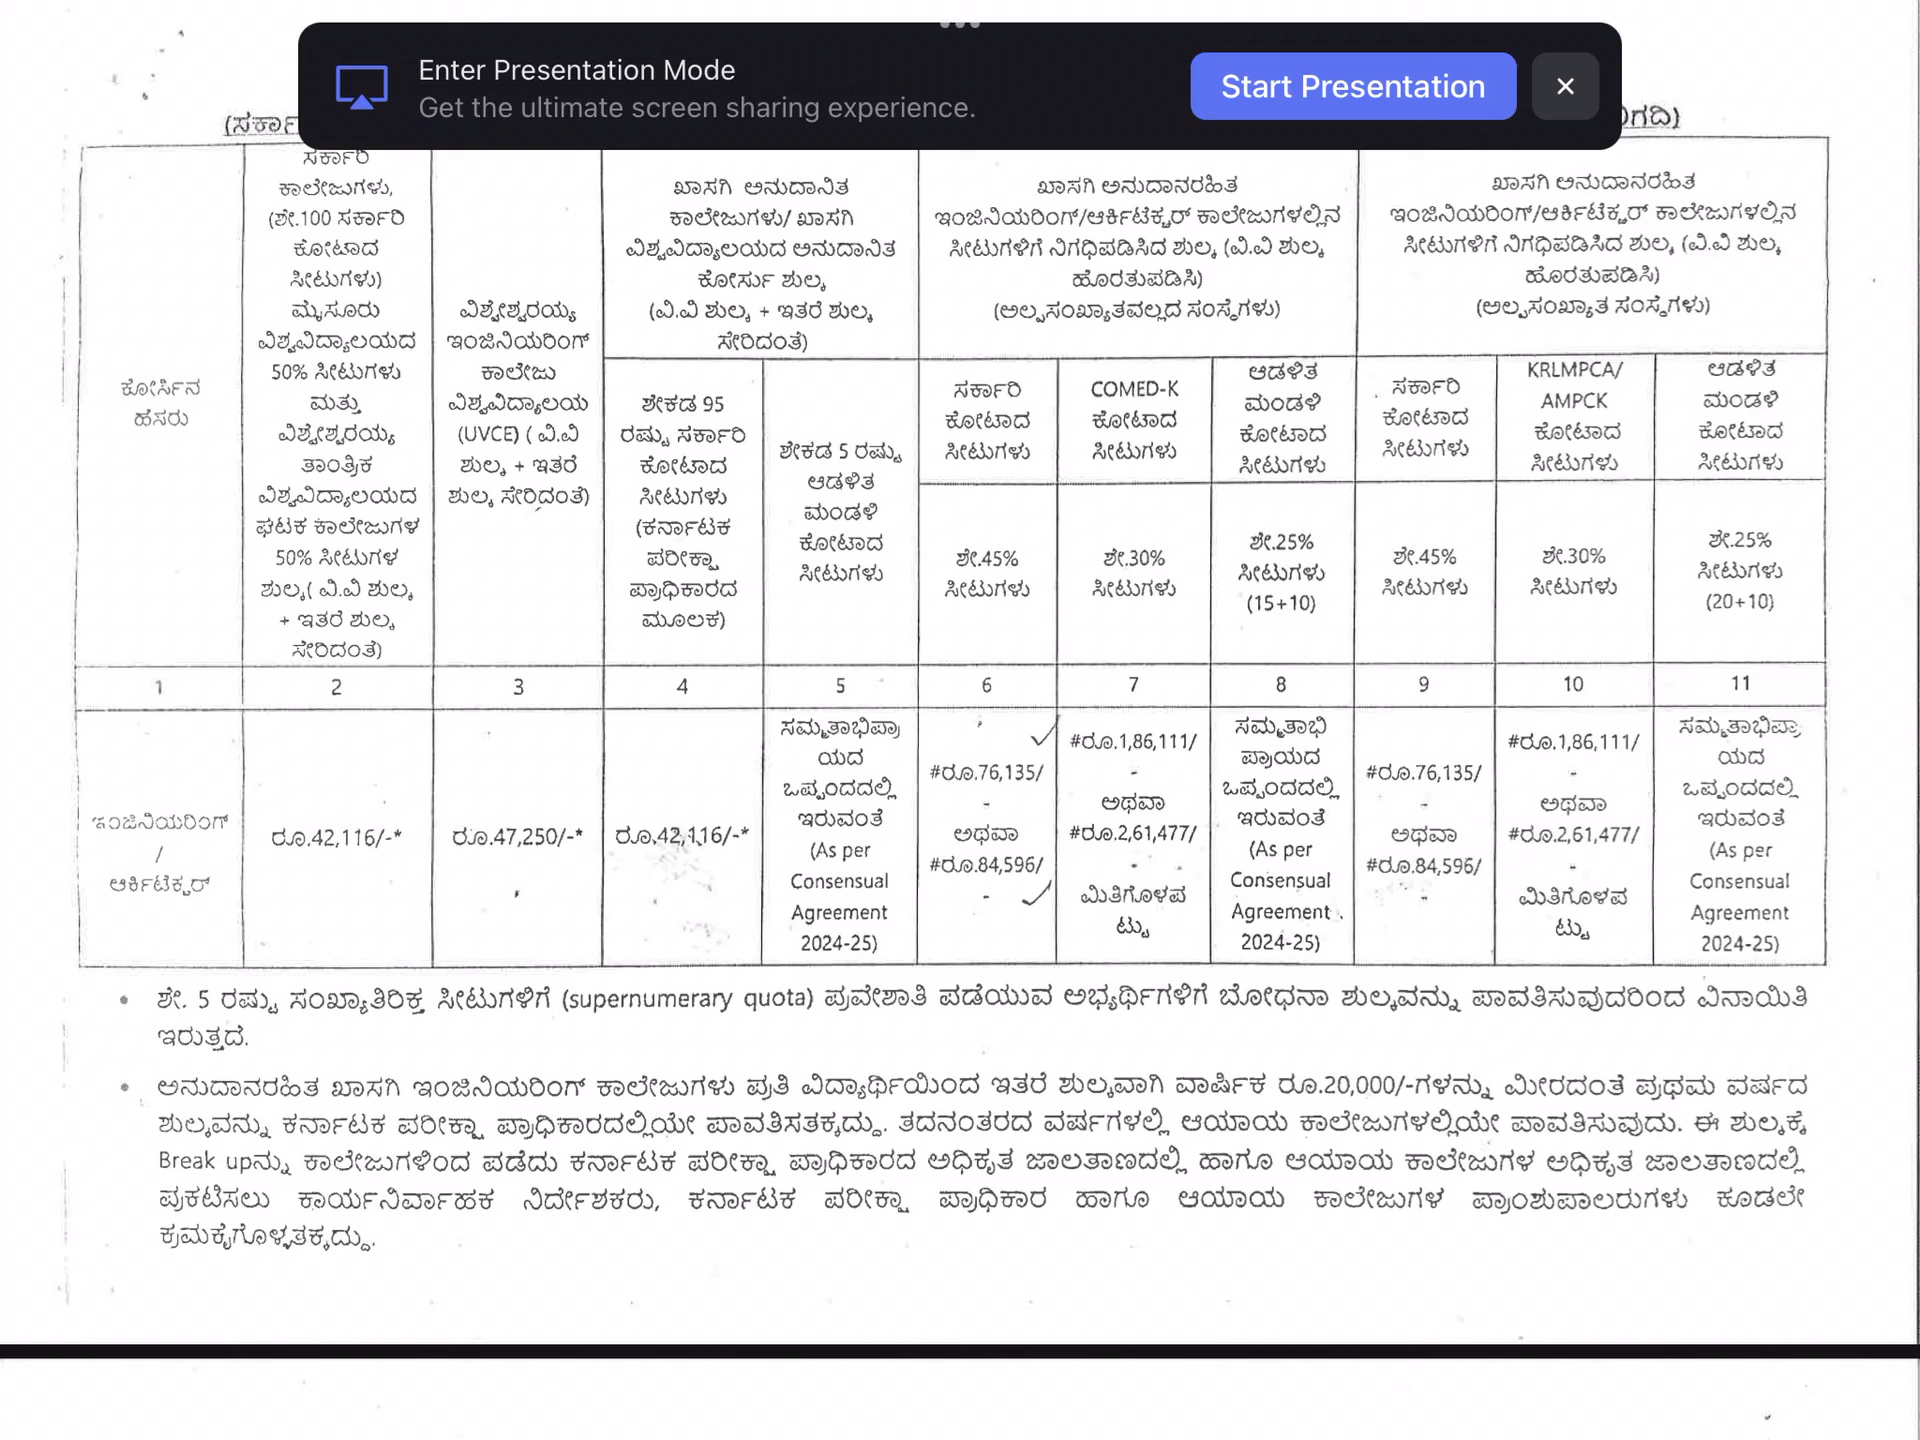 Enter Presentation Mode
Get the ultimate screen sharing experience.
Start Presentation
(ಸರ್ಕಾ
ಗದಿ)
ಕೋರ್ಸಿನ
ಹೆಸರು
ಸರ್ಕಾರಿ
ಕಾಲೇಜುಗಳು,
(ಶೇ.100 ಸರ್ಕಾರಿ
ಕೋಟಾದ
ಸೀಟುಗಳು)
ಮೈಸೂರು
ವಿಶ್ವವಿದ್ಯಾಲಯದ
50% ಸೀಟುಗಳು
ಮತ್ತು
ವಿಶ್ವೇಶ್ವರಯ್ಯ
ತಾಂತ್ರಿಕ
ವಿಶ್ವವಿದ್ಯಾಲಯದ
ಘಟಕ ಕಾಲೇಜುಗಳ
50% ಸೀಟುಗಳ
ಶುಲ್ಕ( ವಿ.ವಿ ಶುಲ್ಕ
+ ಇತರೆ ಶುಲ್ಕ
ಸೇರಿದಂತೆ)
ವಿಶ್ವೇಶ್ವರಯ್ಯ
ಇಂಜಿನಿಯರಿಂಗ್
ಕಾಲೇಜು
ವಿಶ್ವವಿದ್ಯಾಲಯ
(UVCE) ( ವಿ.ವಿ
ಶುಲ್ಕ + ಇತರೆ
ಶುಲ್ಕ ಸೇರಿದಂತೆ)
ಖಾಸಗಿ ಅನುದಾನಿತ
ಕಾಲೇಜುಗಳು/ ಖಾಸಗಿ
ವಿಶ್ವವಿದ್ಯಾಲಯದ ಅನುದಾನಿತ
ಕೋರ್ಸು ಶುಲ್ಕ
(ವಿ.ವಿ ಶುಲ್ಕ + ಇತರೆ ಶುಲ್ಕ
ಸೇರಿದಂತೆ)
ಶೇಕಡ 95
ರಷ್ಟು ಸರ್ಕಾರಿ
ಕೋಟಾದ
ಸೀಟುಗಳು
(ಕರ್ನಾಟಕ
ಪರೀಕ್ಷಾ
ಪ್ರಾಧಿಕಾರದ
ಮೂಲಕ)
ಶೇಕಡ 5 ರಷ್ಟು
ಆಡಳಿತ
ಮಂಡಳಿ
ಕೋಟಾದ
ಸೀಟುಗಳು
ಖಾಸಗಿ ಅನುದಾನರಹಿತ
ಇಂಜಿನಿಯರಿಂಗ್/ಆರ್ಕಿಟೆಕ್ಚರ್ ಕಾಲೇಜುಗಳಲ್ಲಿನ
ಸೀಟುಗಳಿಗೆ ನಿಗಧಿಪಡಿಸಿದ ಶುಲ್ಕ (ವಿ.ವಿ ಶುಲ್ಕ
ಹೊರತುಪಡಿಸಿ)
(ಅಲ್ಪಸಂಖ್ಯಾತವಲ್ಲದ ಸಂಸ್ಥೆಗಳು)
ಸರ್ಕಾರಿ
ಕೋಟಾದ
ಸೀಟುಗಳು
COMED-K
ಕೋಟಾದ
ಸೀಟುಗಳು
ಆಡಳಿತ
ಮಂಡಳಿ
ಕೋಟಾದ
ಸೀಟುಗಳು
ಶೇ.45%
ಸೀಟುಗಳು
ಶೇ.30%
ಸೀಟುಗಳು
ಶೇ.25%
ಸೀಟುಗಳು
(15+10)
ಖಾಸಗಿ ಅನುದಾನರಹಿತ
ಇಂಜಿನಿಯರಿಂಗ್/ಆರ್ಕಿಟೆಕ್ಚರ್ ಕಾಲೇಜುಗಳಲ್ಲಿನ
ಸೀಟುಗಳಿಗೆ ನಿಗಧಿಪಡಿಸಿದ ಶುಲ್ಕ (ವಿ.ವಿ ಶುಲ್ಕ
ಹೊರತುಪಡಿಸಿ)
(ಅಲ್ಪಸಂಖ್ಯಾತ ಸಂಸ್ಥೆಗಳು)
ಸರ್ಕಾರಿ
ಕೋಟಾದ
ಸೀಟುಗಳು
KRLMPCA/
AMPCK
ಕೋಟಾದ
ಸೀಟುಗಳು
ಆಡಳಿತ
ಮಂಡಳಿ
ಕೋಟಾದ
ಸೀಟುಗಳು
ಶೇ.45%
ಸೀಟುಗಳು
ಶೇ.30%
ಸೀಟುಗಳು
ಶೇ.25%
ಸೀಟುಗಳು
(20+10)
1 2 3 4 5 6 7 8 9 10 11
ಇಂಜಿನಿಯರಿಂಗ್
/
ಆರ್ಕಿಟೆಕ್ಚರ್
ರೂ.42,116/-*
ರೂ.47,250/-*
ರೂ.42,116/-*
ಸಮ್ಮತಾಭಿಪ್ರಾ
ಯದ
ಒಪ್ಪಂದದಲ್ಲಿ
ಇರುವಂತೆ
(As per
Consensual
Agreement
2024-25)
#ರೂ.76,135/
-
ಅಥವಾ
#ರೂ.84,596/
-
#ರೂ.1,86,111/
-
ಅಥವಾ
#ರೂ.2,61,477/
-
ಮಿತಿಗೊಳಪ
ಟ್ಟು
ಸಮ್ಮತಾಭಿ
ಪ್ರಾಯದ
ಒಪ್ಪಂದದಲ್ಲಿ
ಇರುವಂತೆ
(As per
Consensual
Agreement
2024-25)
#ರೂ.76,135/
-
ಅಥವಾ
#ರೂ.84,596/
-
#ರೂ.1,86,111/
-
ಅಥವಾ
#ರೂ.2,61,477/
-
ಮಿತಿಗೊಳಪ
ಟ್ಟು
ಸಮ್ಮತಾಭಿಪ್ರಾ
ಯದ
ಒಪ್ಪಂದದಲ್ಲಿ
ಇರುವಂತೆ
(As per
Consensual
Agreement
2024-25)
• ಶೇ. 5 ರಷ್ಟು ಸಂಖ್ಯಾತಿರಿಕ್ತ ಸೀಟುಗಳಿಗೆ (supernumerary quota) ಪ್ರವೇಶಾತಿ ಪಡೆಯುವ ಅಭ್ಯರ್ಥಿಗಳಿಗೆ ಬೋಧನಾ ಶುಲ್ಕವನ್ನು ಪಾವತಿಸುವುದರಿಂದ ವಿನಾಯಿತಿ
ಇರುತ್ತದೆ.
• ಅನುದಾನರಹಿತ ಖಾಸಗಿ ಇಂಜಿನಿಯರಿಂಗ್ ಕಾಲೇಜುಗಳು ಪ್ರತಿ ವಿದ್ಯಾರ್ಥಿಯಿಂದ ಇತರೆ ಶುಲ್ಕವಾಗಿ ವಾರ್ಷಿಕ ರೂ.20,000/-ಗಳನ್ನು ಮೀರದಂತೆ ಪ್ರಥಮ ವರ್ಷದ
ಶುಲ್ಕವನ್ನು ಕರ್ನಾಟಕ ಪರೀಕ್ಷಾ ಪ್ರಾಧಿಕಾರದಲ್ಲಿಯೇ ಪಾವತಿಸತಕ್ಕದ್ದು. ತದನಂತರದ ವರ್ಷಗಳಲ್ಲಿ ಆಯಾಯ ಕಾಲೇಜುಗಳಲ್ಲಿಯೇ ಪಾವತಿಸುವುದು. ಈ ಶುಲ್ಕಕ್ಕೆ
Break upನ್ನು ಕಾಲೇಜುಗಳಿಂದ ಪಡೆದು ಕರ್ನಾಟಕ ಪರೀಕ್ಷಾ ಪ್ರಾಧಿಕಾರದ ಅಧಿಕೃತ ಜಾಲತಾಣದಲ್ಲಿ ಹಾಗೂ ಆಯಾಯ ಕಾಲೇಜುಗಳ ಅಧಿಕೃತ ಜಾಲತಾಣದಲ್ಲಿ
ಪ್ರಕಟಿಸಲು ಕಾರ್ಯನಿರ್ವಾಹಕ ನಿರ್ದೇಶಕರು, ಕರ್ನಾಟಕ ಪರೀಕ್ಷಾ ಪ್ರಾಧಿಕಾರ ಹಾಗೂ ಆಯಾಯ ಕಾಲೇಜುಗಳ ಪ್ರಾಂಶುಪಾಲರುಗಳು ಕೂಡಲೇ
ಕ್ರಮಕೈಗೊಳ್ಳತಕ್ಕದ್ದು.